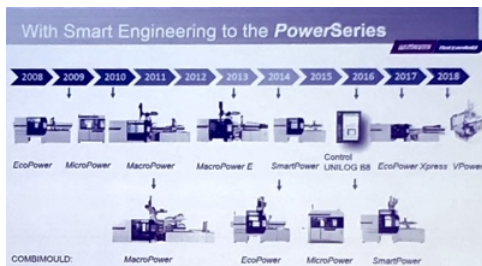 With Smart Engineering to the PowerSeries
2008 2009 2010 2011 2012 2013 2014 2015 2016 2017 2018
EcoPower MicroPower MacroPower MacroPower E SmartPower Control UNILOG B8 EcoPower Xpress VPower
MacroPower EcoPower MicroPower SmartPower
COMBIMOULD: